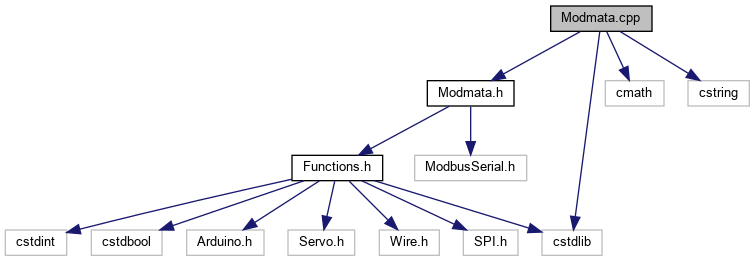 Modmata.cpp
Modmata.h
cmath
cstring
Functions.h
ModbusSerial.h
cstdint
cstdbool
Arduino.h
Servo.h
Wire.h
SPI.h
cstdlib